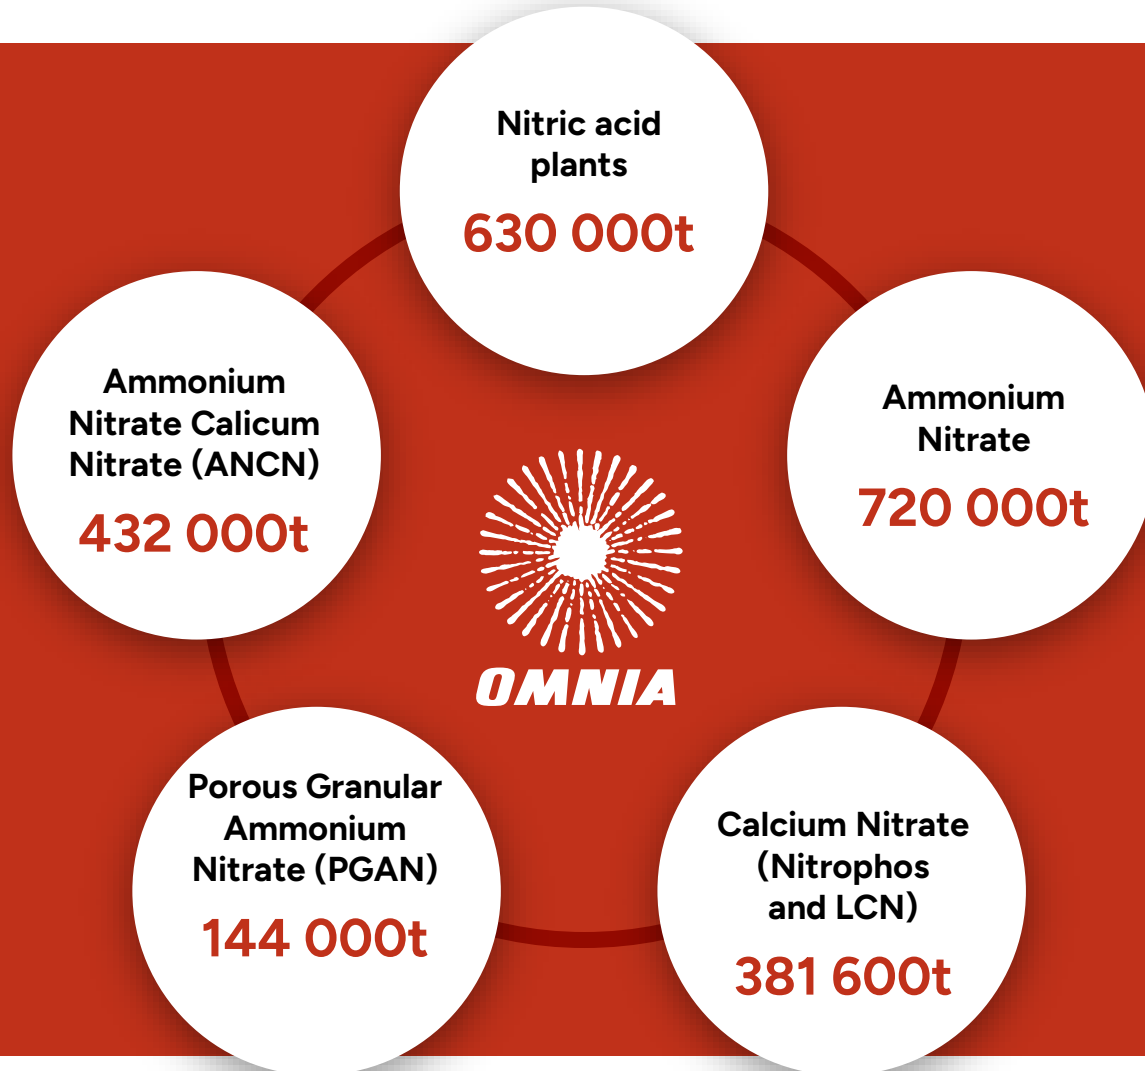 Nitric acid
plants
630 000t
Ammonium
Nitrate Calicum
Nitrate (ANCN)
432 000t
Ammonium
Nitrate
720 000t
OMNIA
Porous Granular
Ammonium
Nitrate (PGAN)
144 000t
Calcium Nitrate
(Nitrophos
and LCN)
381 600t